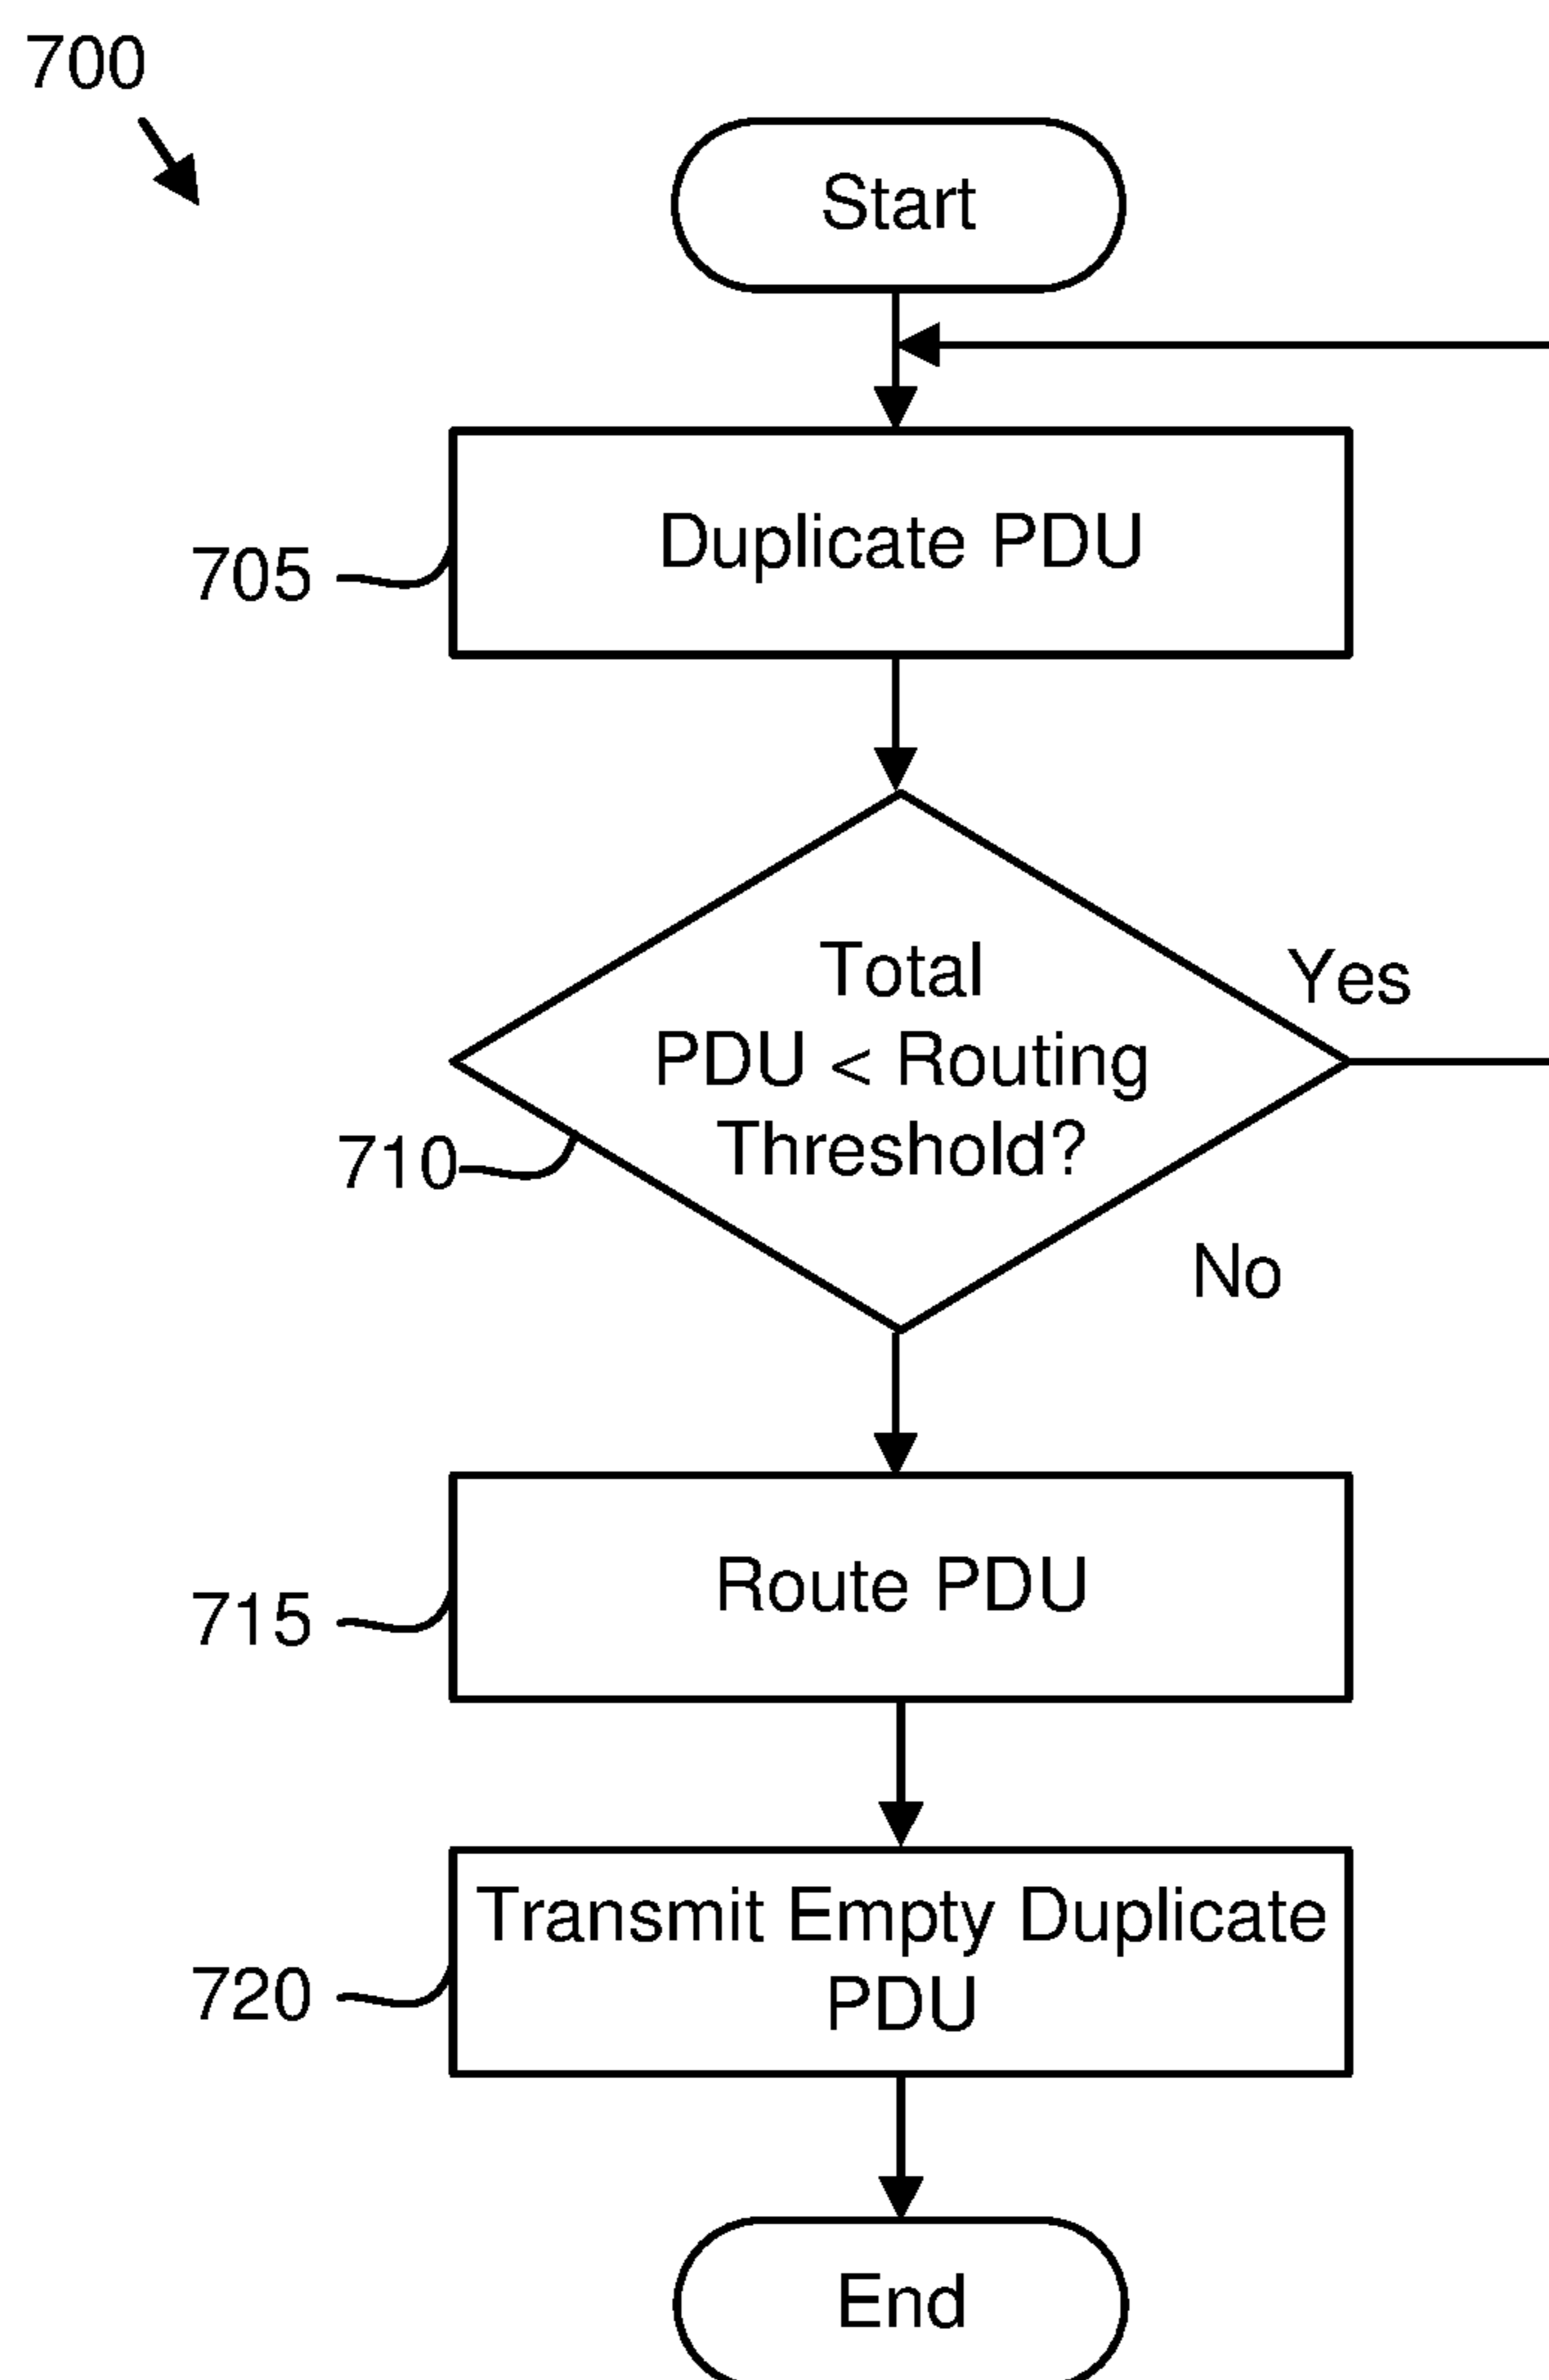 700
Start
Duplicate PDU
705
Total
Yes
PDU < Routing
Threshold?
710
No
Route PDU
715
Transmit Empty Duplicate
PDU
720
End